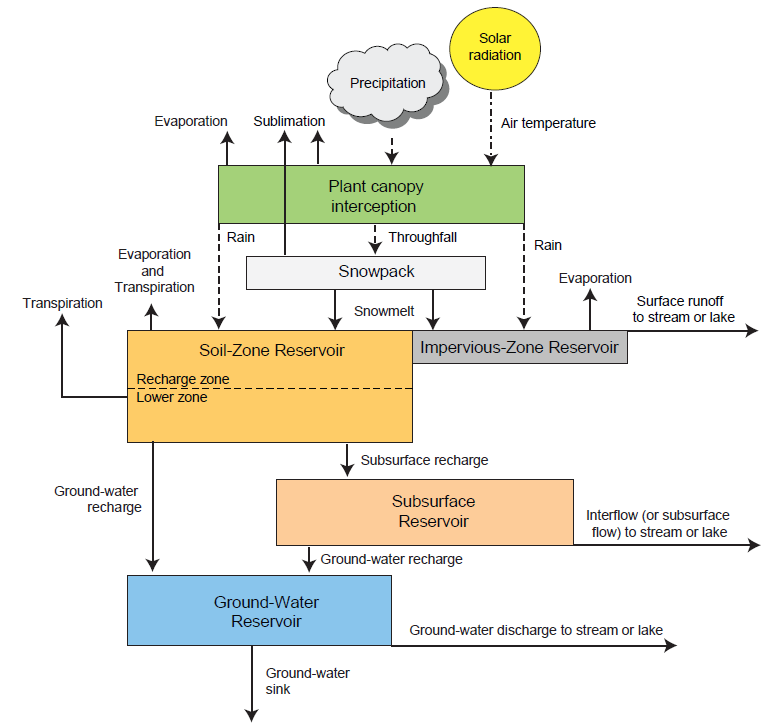 Solar
radiation
Precipitation
Air temperature
Evaporation
Sublimation
Plant canopy
interception
Rain
Throughfall
Rain
Evaporation
and
Transpiration
Snowpack
Evaporation
Transpiration
Snowmelt
Surface runoff
to stream or lake
Soil-Zone Reservoir
Impervious-Zone Reservoir
Recharge zone
Lower zone
Subsurface recharge
Ground-water
recharge
Subsurface
Reservoir
Interflow (or subsurface
flow) to stream or lake
Ground-water recharge
Ground-Water
Reservoir
Ground-water discharge to stream or lake
Ground-water
sink